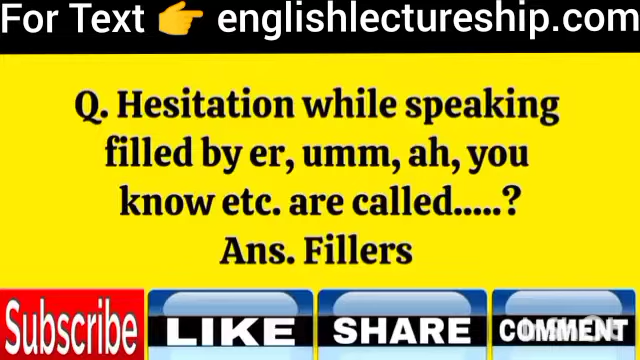 For Text 👉 englishlectureship.com
Q. Hesitation while speaking
filled by er, umm, ah, you
know etc. are called.....?
Ans. Fillers
Subscribe LIKE SHARE COMMENT